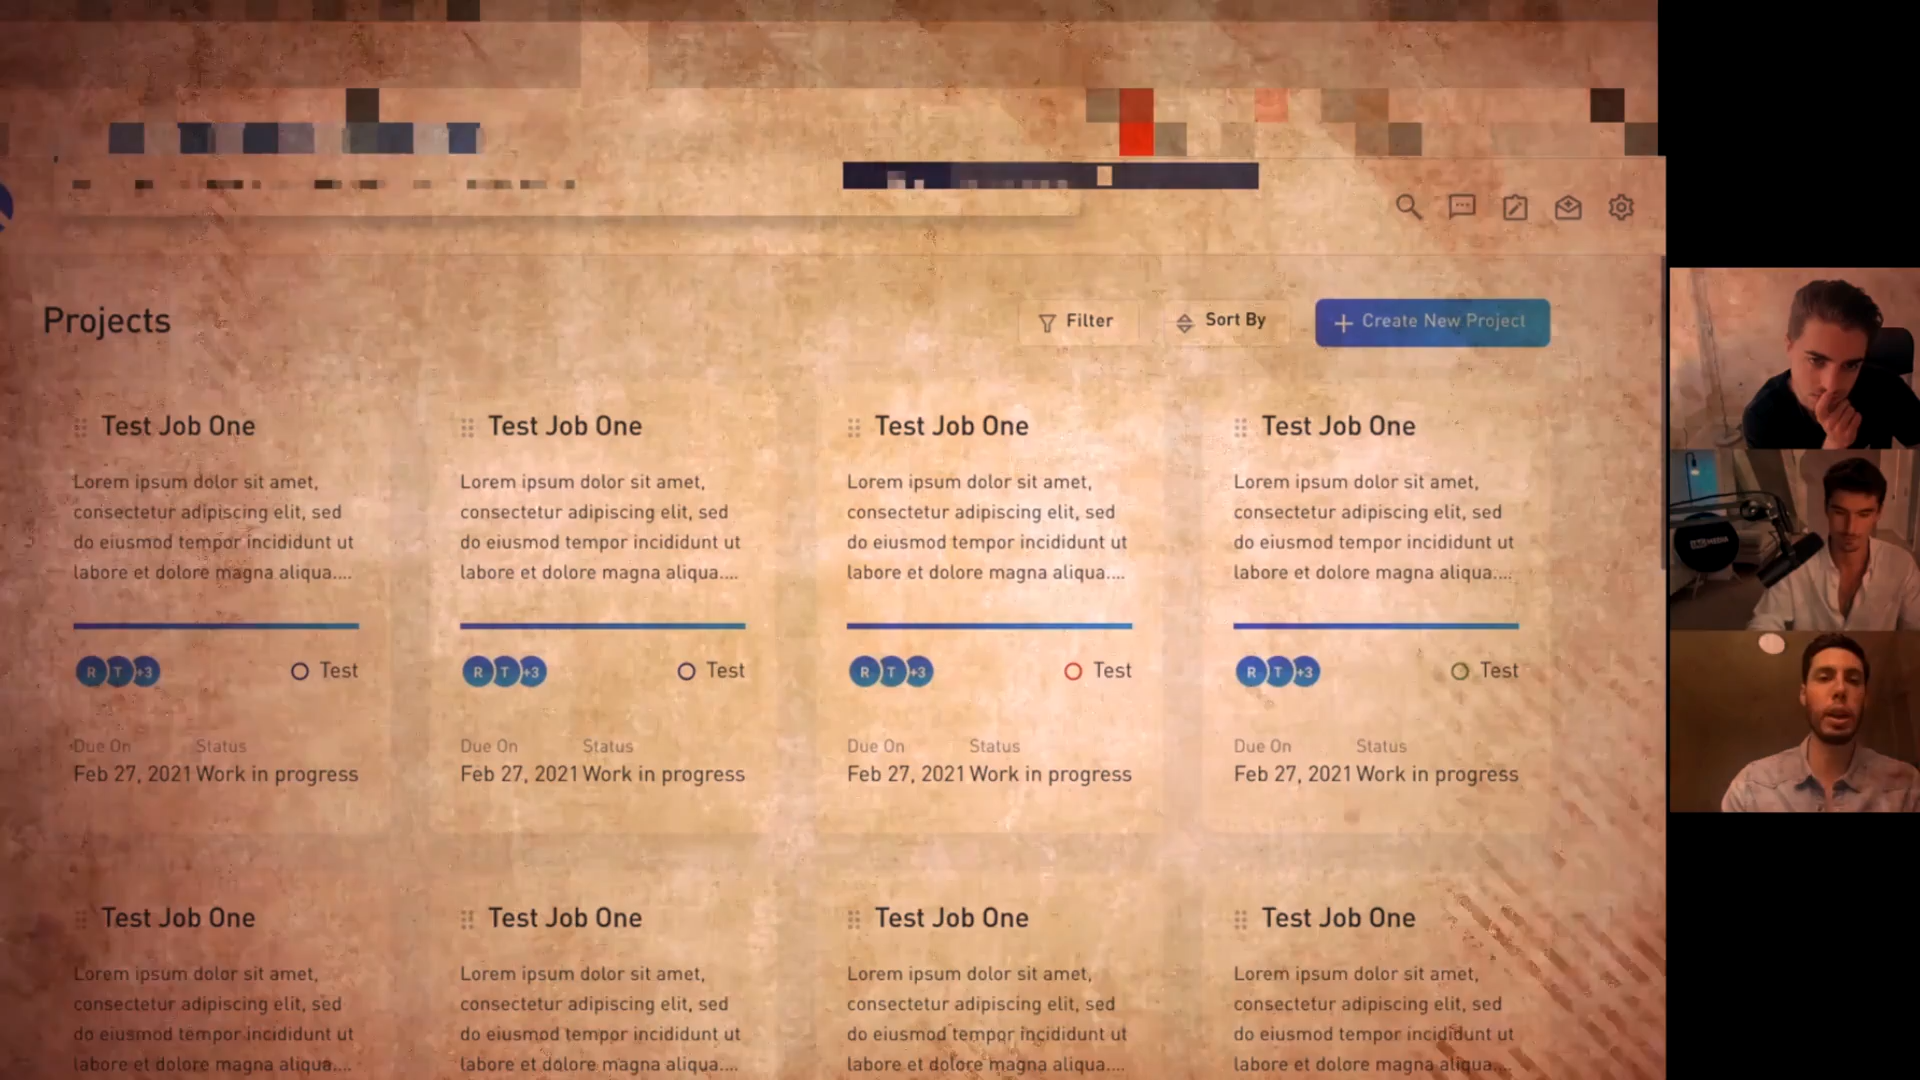 Projects
Filter
Sort By
Create New Project
Test Job One
Lorem ipsum dolor sit amet,
consectetur adipiscing elit, sed
do eiusmod tempor incididunt ut
labore et dolore magna aliqua....
R T +3
Test
Due On Status
Feb 27, 2021 Work in progress
Test Job One
Lorem ipsum dolor sit amet,
consectetur adipiscing elit, sed
do eiusmod tempor incididunt ut
labore et dolore magna aliqua....
R T +3
Test
Due On Status
Feb 27, 2021 Work in progress
Test Job One
Lorem ipsum dolor sit amet,
consectetur adipiscing elit, sed
do eiusmod tempor incididunt ut
labore et dolore magna aliqua....
R T +3
Test
Due On Status
Feb 27, 2021 Work in progress
Test Job One
Lorem ipsum dolor sit amet,
consectetur adipiscing elit, sed
do eiusmod tempor incididunt ut
labore et dolore magna aliqua....
R T +3
Test
Due On Status
Feb 27, 2021 Work in progress
Test Job One
Lorem ipsum dolor sit amet,
consectetur adipiscing elit, sed
do eiusmod tempor incididunt ut
labore et dolore magna aliqua....
Test Job One
Lorem ipsum dolor sit amet,
consectetur adipiscing elit, sed
do eiusmod tempor incididunt ut
labore et dolore magna aliqua....
Test Job One
Lorem ipsum dolor sit amet,
consectetur adipiscing elit, sed
do eiusmod tempor incididunt ut
labore et dolore magna aliqua....
Test Job One
Lorem ipsum dolor sit amet,
consectetur adipiscing elit, sed
do eiusmod tempor incididunt ut
labore et dolore magna aliqua....
MEDIA